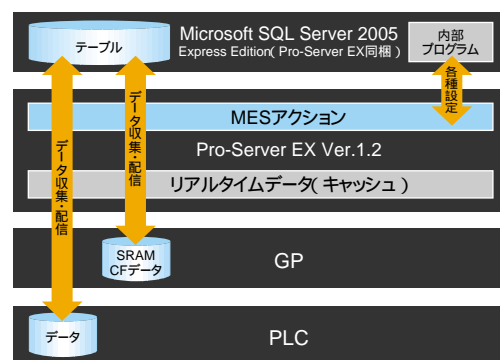 テーブル
Microsoft SQL Server 2005
Express Edition( Pro-Server EX同梱 )
内部
プログラム
各種設定
データ収集・配信
データ収集・配信
MESアクション
Pro-Server EX Ver.1.2
リアルタイムデータ( キャッシュ )
SRAM
CFデータ
GP
データ
PLC